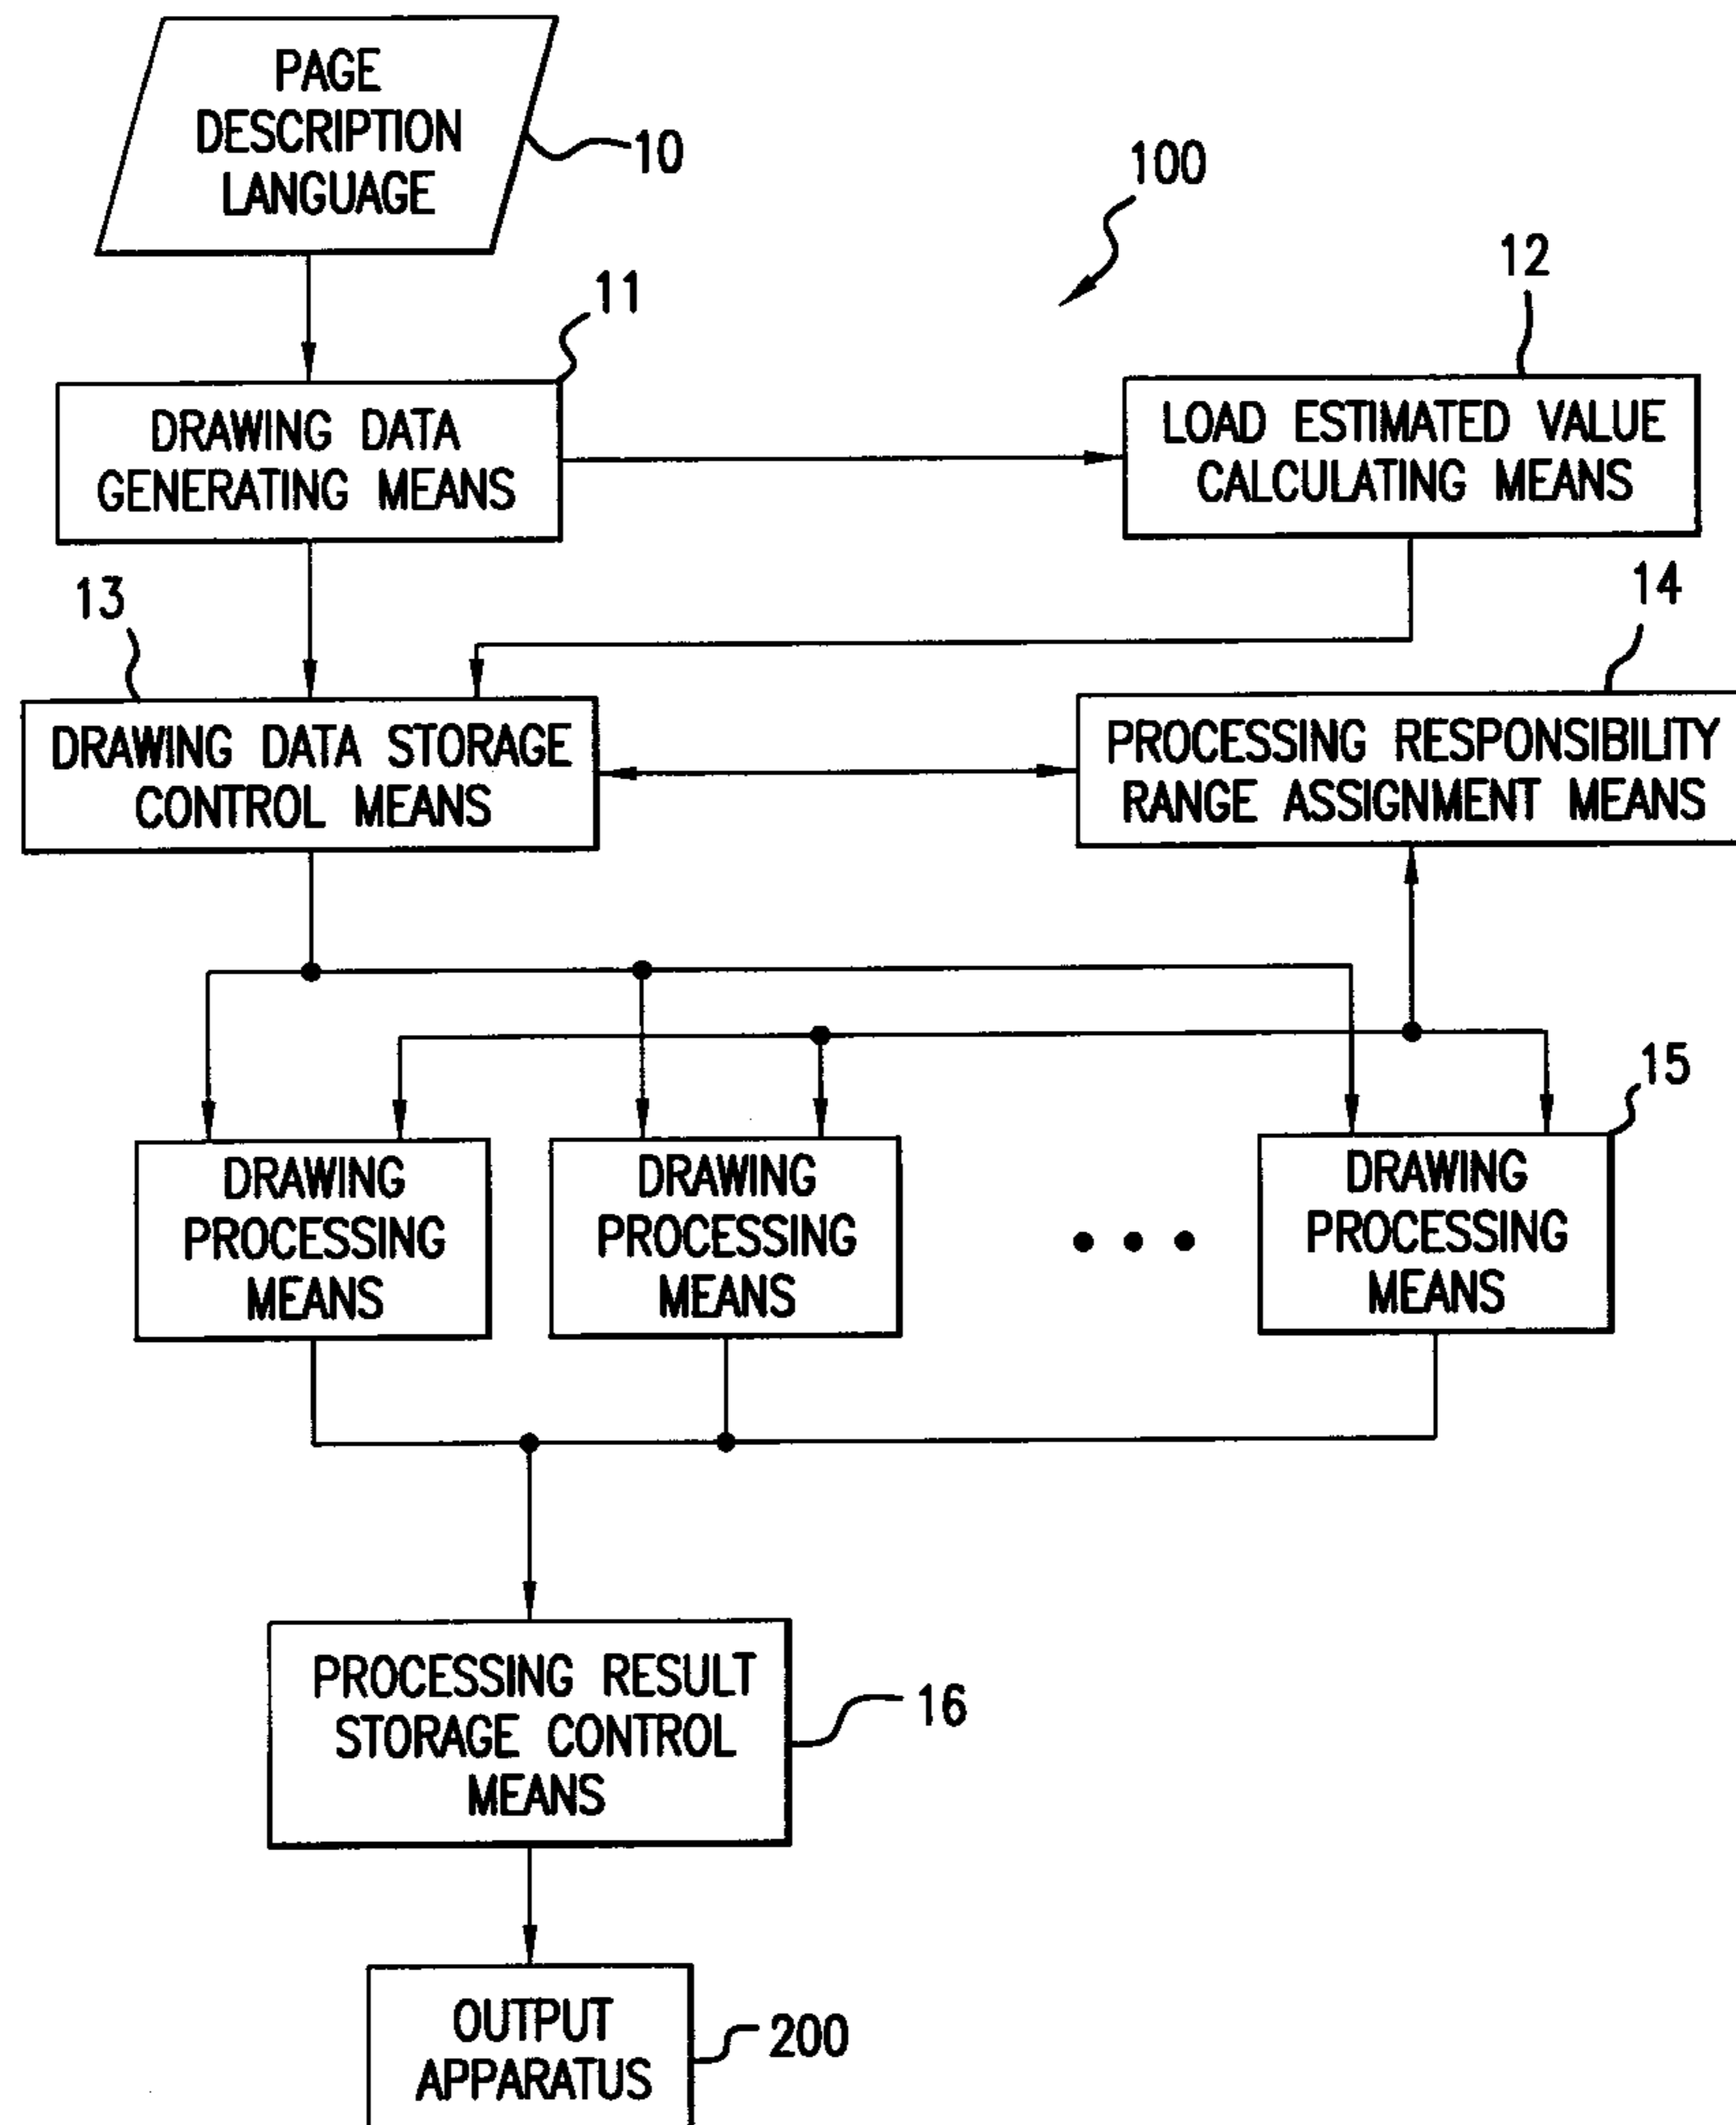 PAGE
DESCRIPTION
LANGUAGE
10
100
11
12
DRAWING DATA
GENERATING MEANS
LOAD ESTIMATED VALUE
CALCULATING MEANS
13
14
DRAWING DATA STORAGE
CONTROL MEANS
PROCESSING RESPONSIBILITY
RANGE ASSIGNMENT MEANS
15
DRAWING
PROCESSING
MEANS
DRAWING
PROCESSING
MEANS
DRAWING
PROCESSING
MEANS
PROCESSING RESULT
STORAGE CONTROL
MEANS
16
OUTPUT
APPARATUS
200